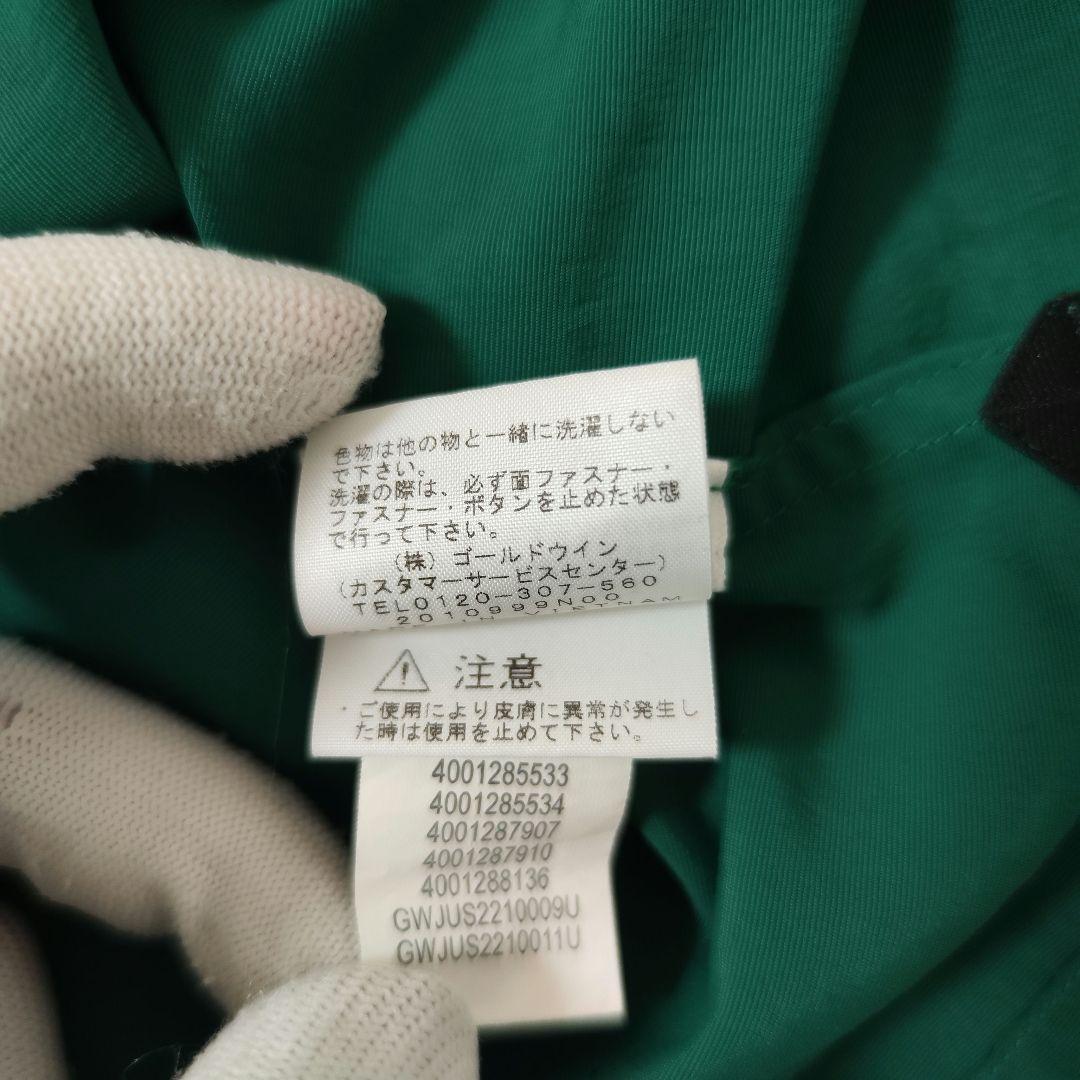 色物は他の物と一緒に洗濯しない
で下さい。
洗濯の際は、必ず面ファスナー・
ファスナー・ボタンを止めた状態
で行って下さい。
(株)ゴールドウイン
(カスタマーサービスセンター)
TEL0120-307-560
2010999N00
IN VIETNAM
注意
・ご使用により皮膚に異常が発生し
た時は使用を止めて下さい。
4001285533
4001285534
4001287907
4001287910
4001288136
GWJUS2210009U
GWJUS2210011U